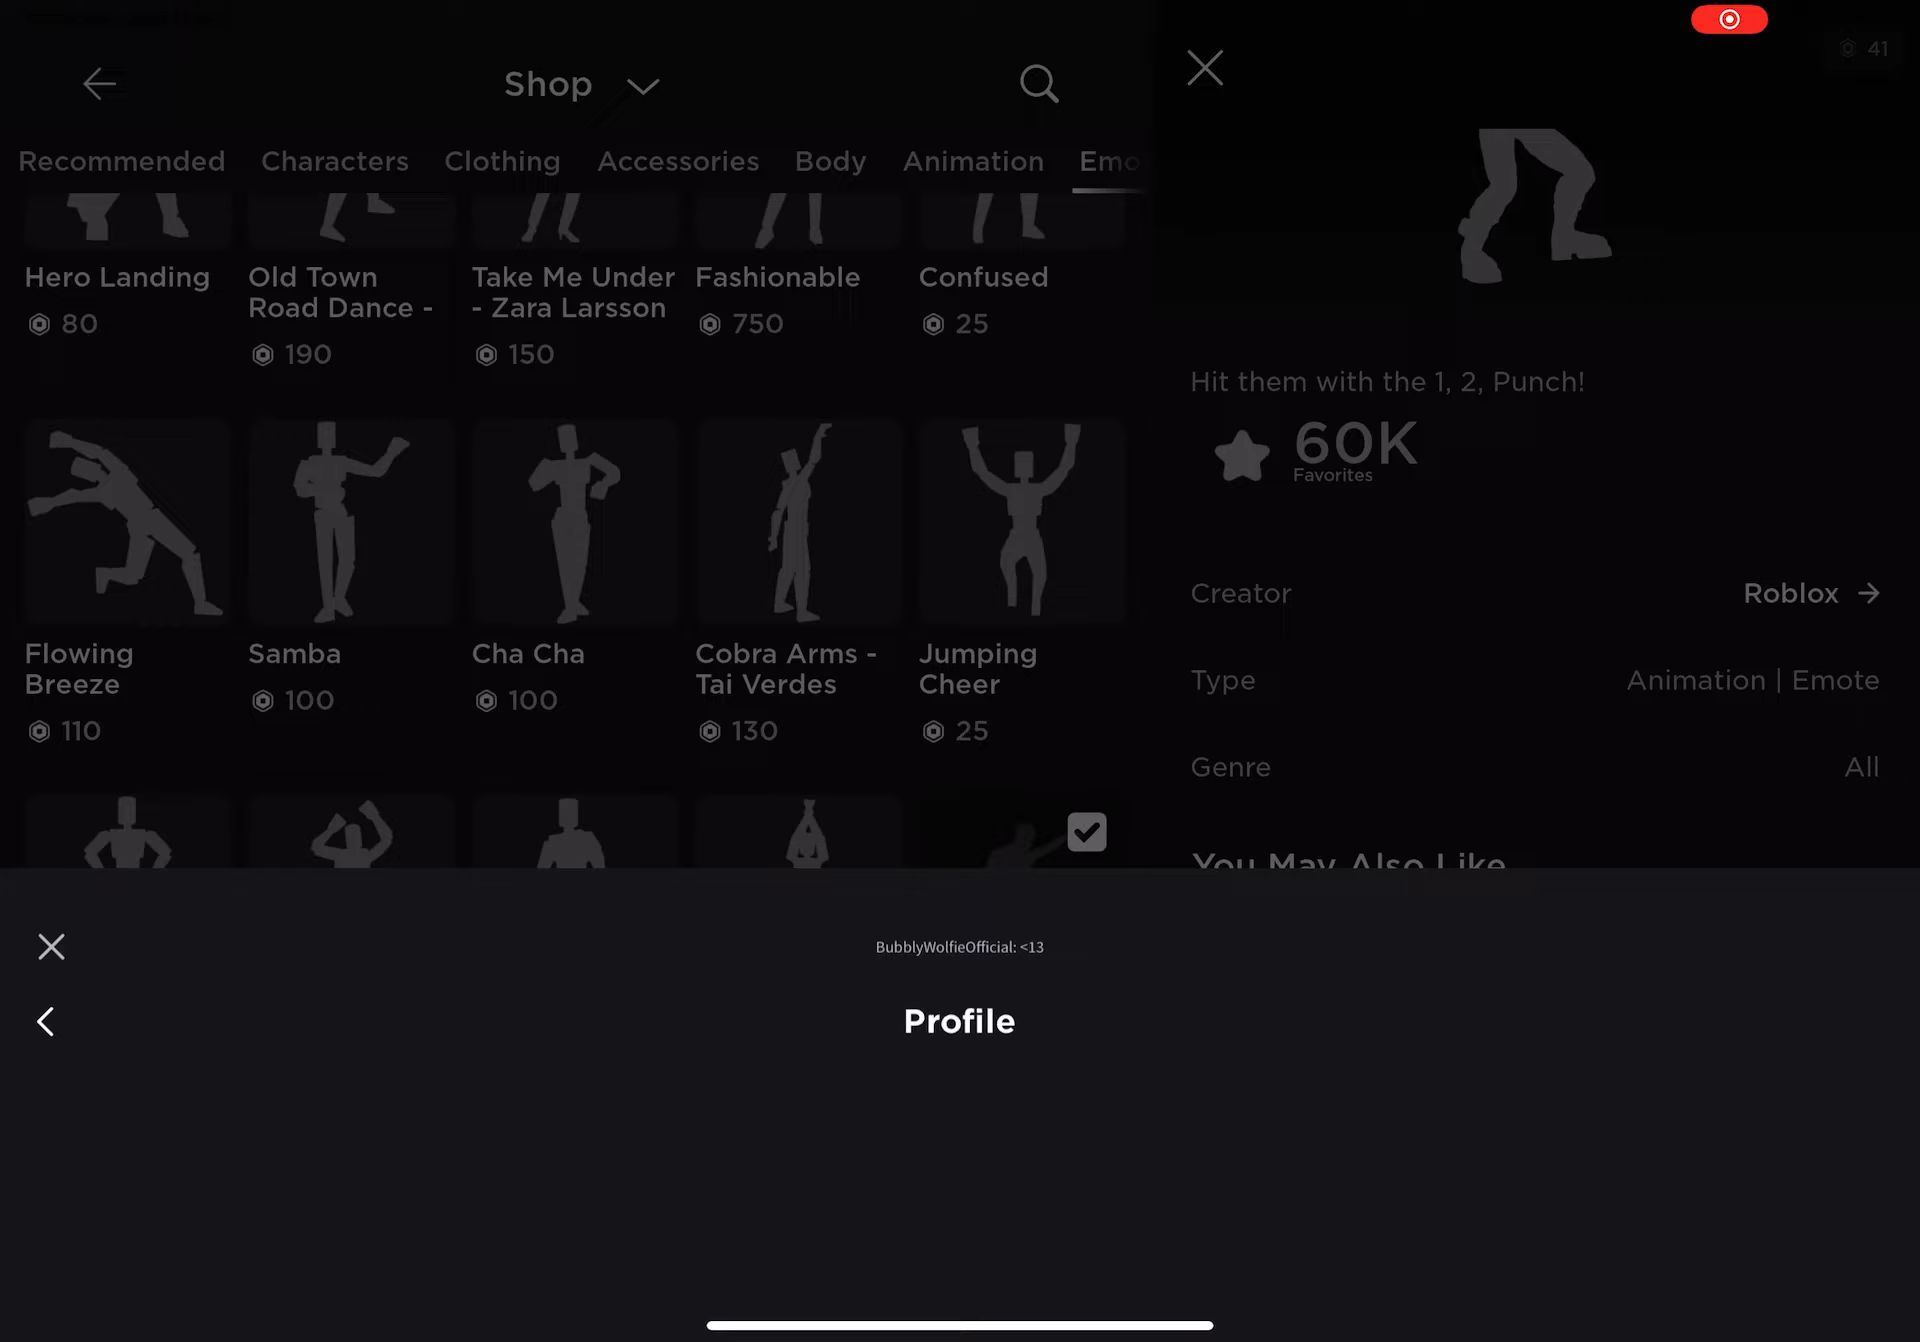 Shop
41
Recommended Characters Clothing Accessories Body Animation Emo
Hero Landing
80
Old Town
Road Dance -
190
Take Me Under
- Zara Larsson
150
Fashionable
750
Confused
25
Flowing
Breeze
110
Samba
100
Cha Cha
100
Cobra Arms -
Tai Verdes
130
Jumping
Cheer
25
Hit them with the 1, 2, Punch!
60K
Favorites
Creator Roblox
Type Animation | Emote
Genre All
You May Also Like
BubblyWolfieOfficial: <13
Profile